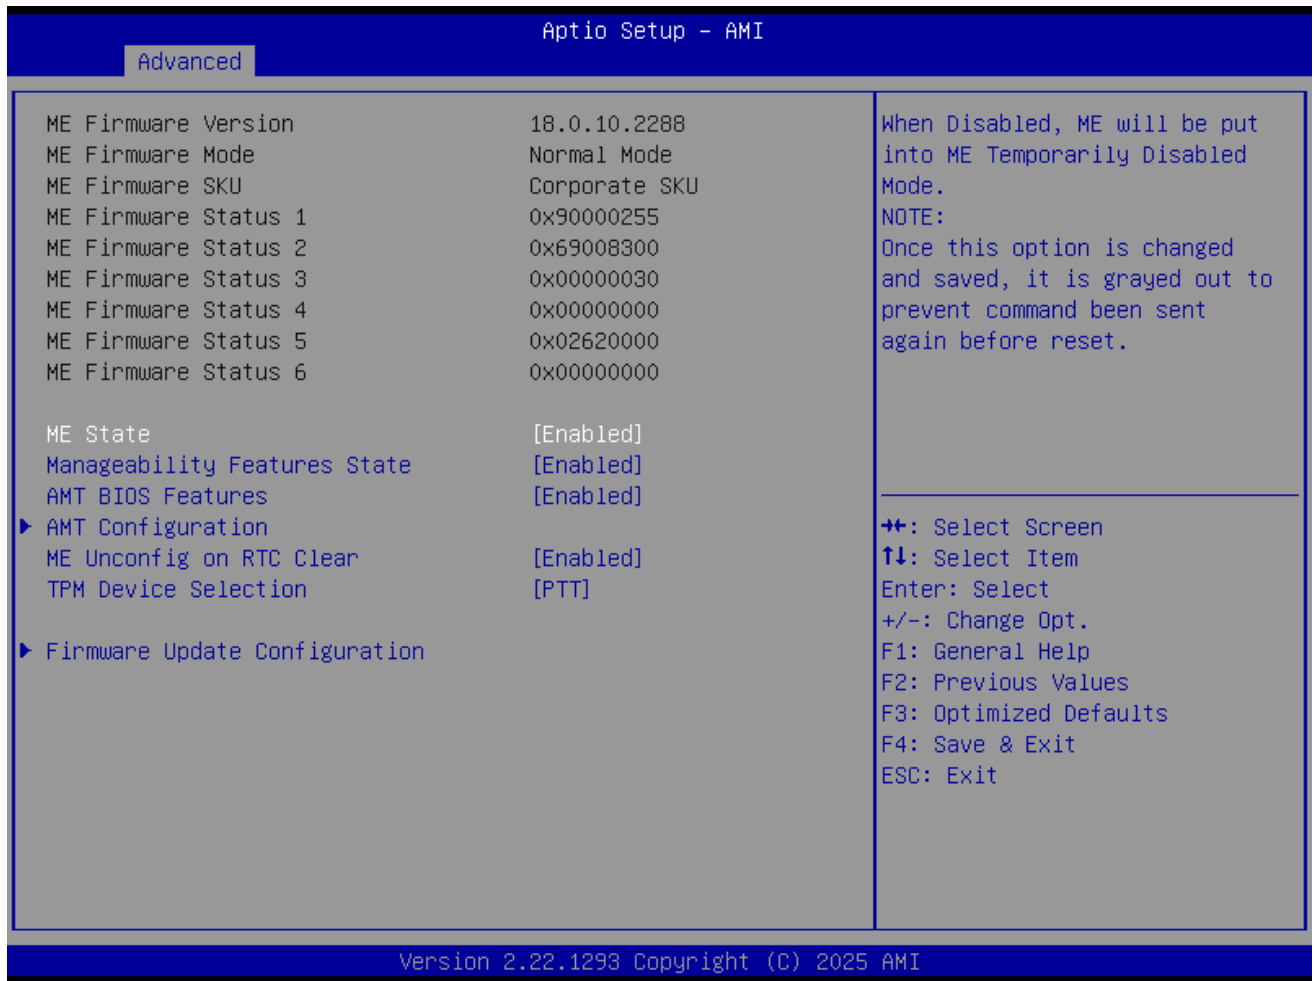 Aptio Setup – AMI
Advanced
ME Firmware Version 18.0.10.2288
ME Firmware Mode Normal Mode
ME Firmware SKU Corporate SKU
ME Firmware Status 1 0x90000255
ME Firmware Status 2 0x69008300
ME Firmware Status 3 0x00000030
ME Firmware Status 4 0x00000000
ME Firmware Status 5 0x02620000
ME Firmware Status 6 0x00000000
ME State [Enabled]
Manageability Features State [Enabled]
AMT BIOS Features [Enabled]
AMT Configuration
ME Unconfig on RTC Clear [Enabled]
TPM Device Selection [PTT]
Firmware Update Configuration
When Disabled, ME will be put
into ME Temporarily Disabled
Mode.
NOTE:
Once this option is changed
and saved, it is grayed out to
prevent command been sent
again before reset.
→←: Select Screen
↑↓: Select Item
Enter: Select
+/-: Change Opt.
F1: General Help
F2: Previous Values
F3: Optimized Defaults
F4: Save & Exit
ESC: Exit
Version 2.22.1293 Copyright (C) 2025 AMI